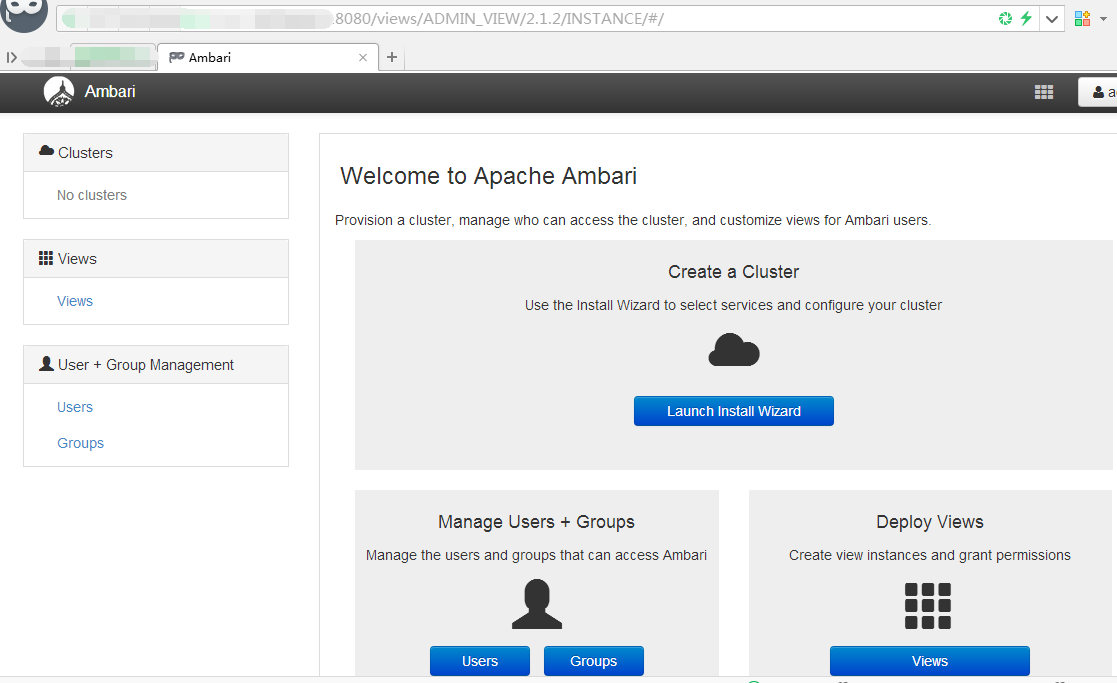 :8080/views/ADMIN_VIEW/2.1.2/INSTANCE/#/
Ambari
Ambari
Clusters
No clusters
Views
Views
User + Group Management
Users
Groups
Welcome to Apache Ambari
Provision a cluster, manage who can access the cluster, and customize views for Ambari users.
Create a Cluster
Use the Install Wizard to select services and configure your cluster
Launch Install Wizard
Manage Users + Groups
Manage the users and groups that can access Ambari
Users
Groups
Deploy Views
Create view instances and grant permissions
Views